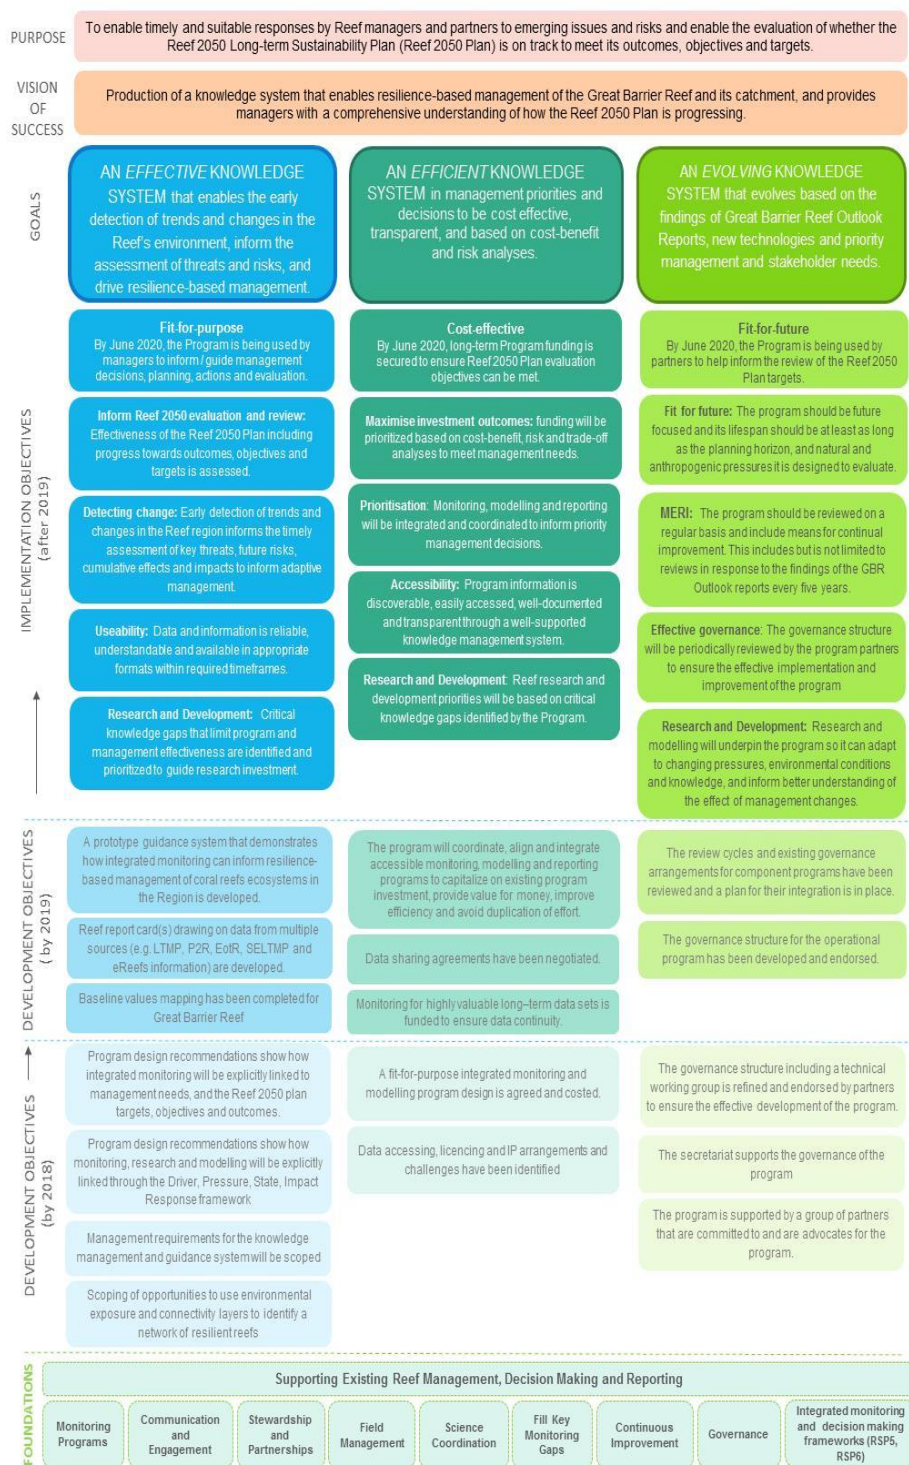 PURPOSE
To enable timely and suitable responses by Reef managers and partners to emerging issues and risks and enable the evaluation of whether the
Reef 2050 Long-term Sustainability Plan (Reef 2050 Plan) is on track to meet its outcomes, objectives and targets.
VISION
OF
SUCCESS
Production of a knowledge system that enables resilience-based management of the Great Barrier Reef and its catchment, and provides
managers with a comprehensive understanding of how the Reef 2050 Plan is progressing.
GOALS
AN EFFECTIVE KNOWLEDGE
SYSTEM that enables the early
detection of trends and changes in the
Reef's environment, inform the
assessment of threats and risks, and
drive resilience-based management.
AN EFFICIENT KNOWLEDGE
SYSTEM in management priorities and
decisions to be cost effective,
transparent, and based on cost-benefit
and risk analyses.
AN EVOLVING KNOWLEDGE
SYSTEM that evolves based on the
findings of Great Barrier Reef Outlook
Reports, new technologies and priority
management and stakeholder needs.
IMPLEMENTATION OBJECTIVES
(after 2019)
Fit-for-purpose
By June 2020, the Program is being used by
managers to inform / guide management
decisions, planning, actions and evaluation.
Inform Reef 2050 evaluation and review:
Effectiveness of the Reef 2050 Plan including
progress towards outcomes, objectives and
targets is assessed.
Detecting change: Early detection of trends and
changes in the Reef region informs the timely
assessment of key threats, future risks,
cumulative effects and impacts to inform adaptive
management.
Useability: Data and information is reliable,
understandable and available in appropriate
formats within required timeframes.
Research and Development: Critical
knowledge gaps that limit program and
management effectiveness are identified and
prioritized to guide research investment.
Cost-effective
By June 2020, long-term Program funding is
secured to ensure Reef 2050 Plan evaluation
objectives can be met.
Maximise investment outcomes: funding will be
prioritized based on cost-benefit, risk and trade-off
analyses to meet management needs.
Prioritisation: Monitoring, modelling and reporting
will be integrated and coordinated to inform priority
management decisions.
Accessibility: Program information is
discoverable, easily accessed, well-documented
and transparent through a well-supported
knowledge management system.
Research and Development: Reef research and
development priorities will be based on critical
knowledge gaps identified by the Program.
Fit-for-future
By June 2020, the Program is being used by
partners to help inform the review of the Reef 2050
Plan targets.
Fit for future: The program should be future
focused and its lifespan should be at least as long
as the planning horizon, and natural and
anthropogenic pressures it is designed to evaluate.
MERI: The program should be reviewed on a
regular basis and include means for continual
improvement. This includes but is not limited to
reviews in response to the findings of the GBR
Outlook reports every five years.
Effective governance: The governance structure
will be periodically reviewed by the program partners
to ensure the effective implementation and
improvement of the program
Research and Development: Research and
modelling will underpin the program so it can adapt
to changing pressures, environmental conditions
and knowledge, and inform better understanding of
the effect of management changes.
DEVELOPMENT OBJECTIVES
( by 2019)
A prototype guidance system that demonstrates
how integrated monitoring can inform resilience-
based management of coral reefs ecosystems in
the Region is developed.
Reef report card(s) drawing on data from multiple
sources (e.g. LTMP, P2R, EotR, SELTMP and
eReefs information) are developed.
Baseline values mapping has been completed for
Great Barrier Reef
The program will coordinate, align and integrate
accessible monitoring, modelling and reporting
programs to capitalize on existing program
investment, provide value for money, improve
efficiency and avoid duplication of effort.
Data sharing agreements have been negotiated.
Monitoring for highly valuable long–term data sets is
funded to ensure data continuity.
The review cycles and existing governance
arrangements for component programs have been
reviewed and a plan for their integration is in place.
The governance structure for the operational
program has been developed and endorsed.
DEVELOPMENT OBJECTIVES
(by 2018)
Program design recommendations show how
integrated monitoring will be explicitly linked to
management needs, and the Reef 2050 plan
targets, objectives and outcomes.
Program design recommendations show how
monitoring, research and modelling will be explicitly
linked through the Driver, Pressure, State, Impact
Response framework
Management requirements for the knowledge
management and guidance system will be scoped
Scoping of opportunities to use environmental
exposure and connectivity layers to identify a
network of resilient reefs
A fit-for-purpose integrated monitoring and
modelling program design is agreed and costed.
Data accessing, licencing and IP arrangements and
challenges have been identified
The governance structure including a technical
working group is refined and endorsed by partners
to ensure the effective development of the program.
The secretariat supports the governance of the
program
The program is supported by a group of partners
that are committed to and are advocates for the
program.
FOUNDATIONS
Supporting Existing Reef Management, Decision Making and Reporting
Monitoring
Programs
Communication
and
Engagement
Stewardship
and
Partnerships
Field
Management
Science
Coordination
Fill Key
Monitoring
Gaps
Continuous
Improvement
Governance
Integrated monitoring
and decision making
frameworks (RSP5,
RSP6)